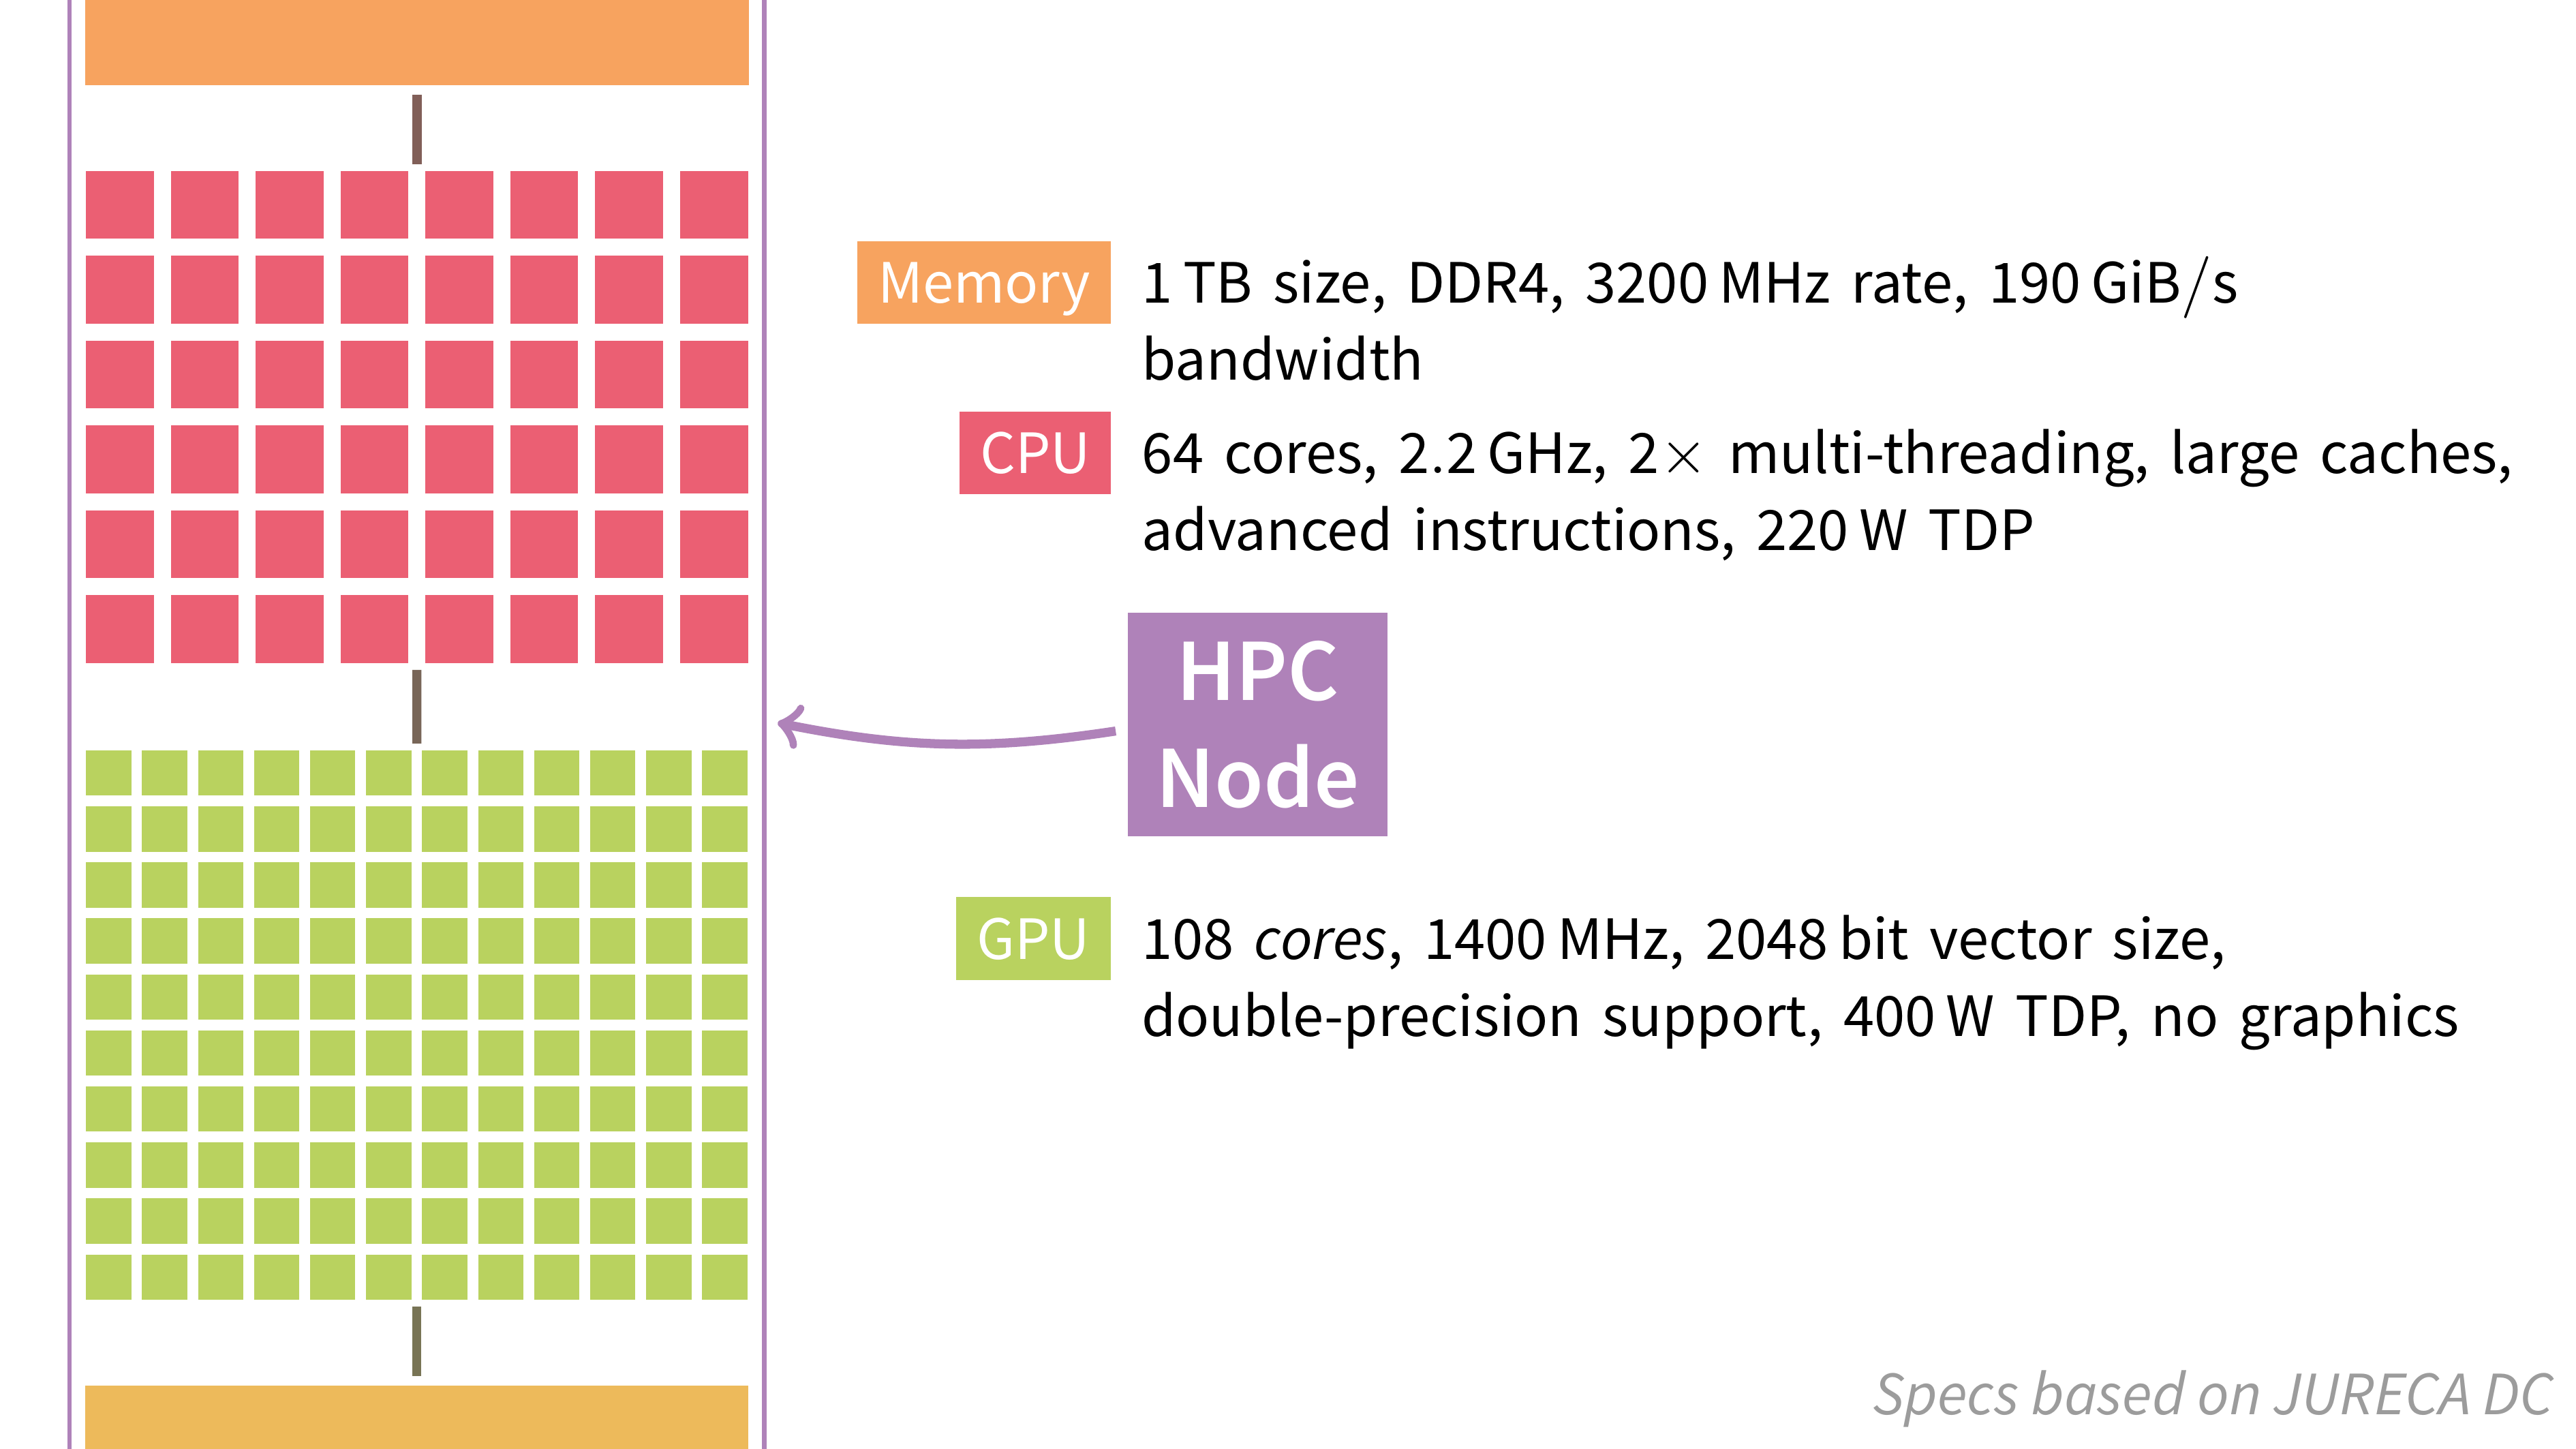 Memory 1 TB size, DDR4, 3200 MHz rate, 190 GiB/s
bandwidth
CPU 64 cores, 2.2 GHz, 2× multi-threading, large caches,
advanced instructions, 220 W TDP
HPC
Node
GPU 108 cores, 1400 MHz, 2048 bit vector size,
double-precision support, 400 W TDP, no graphics
Specs based on JURECA DC